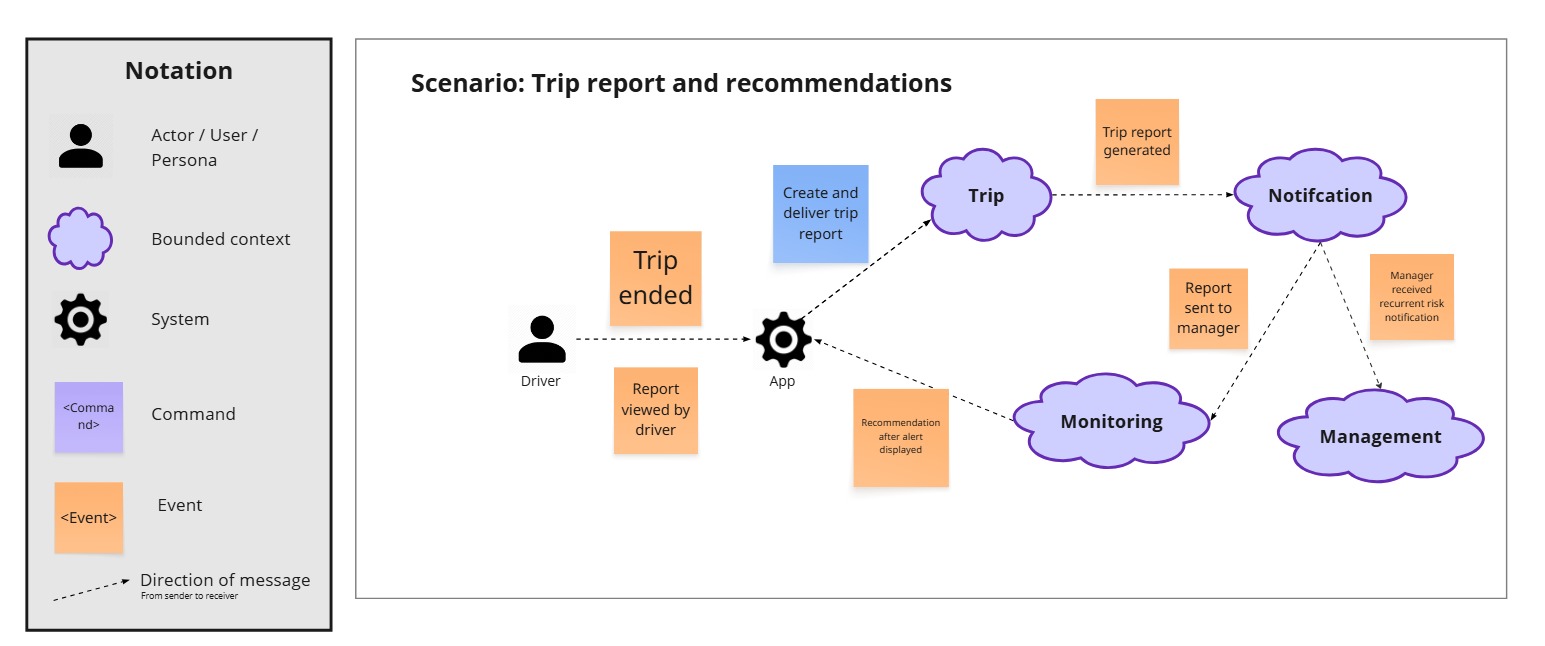 Notation
Actor / User /
Persona
Bounded context
System
<Comma
nd>
Command
<Event>
Event
Direction of message
From sender to receiver
Scenario: Trip report and recommendations
Driver
Trip
ended
Report
viewed by
driver
App
Create and
deliver trip
report
Trip
Trip report
generated
Notifcation
Report
sent to
manager
Manager
received
recurrent risk
notification
Recommendation
after alert
displayed
Monitoring
Management